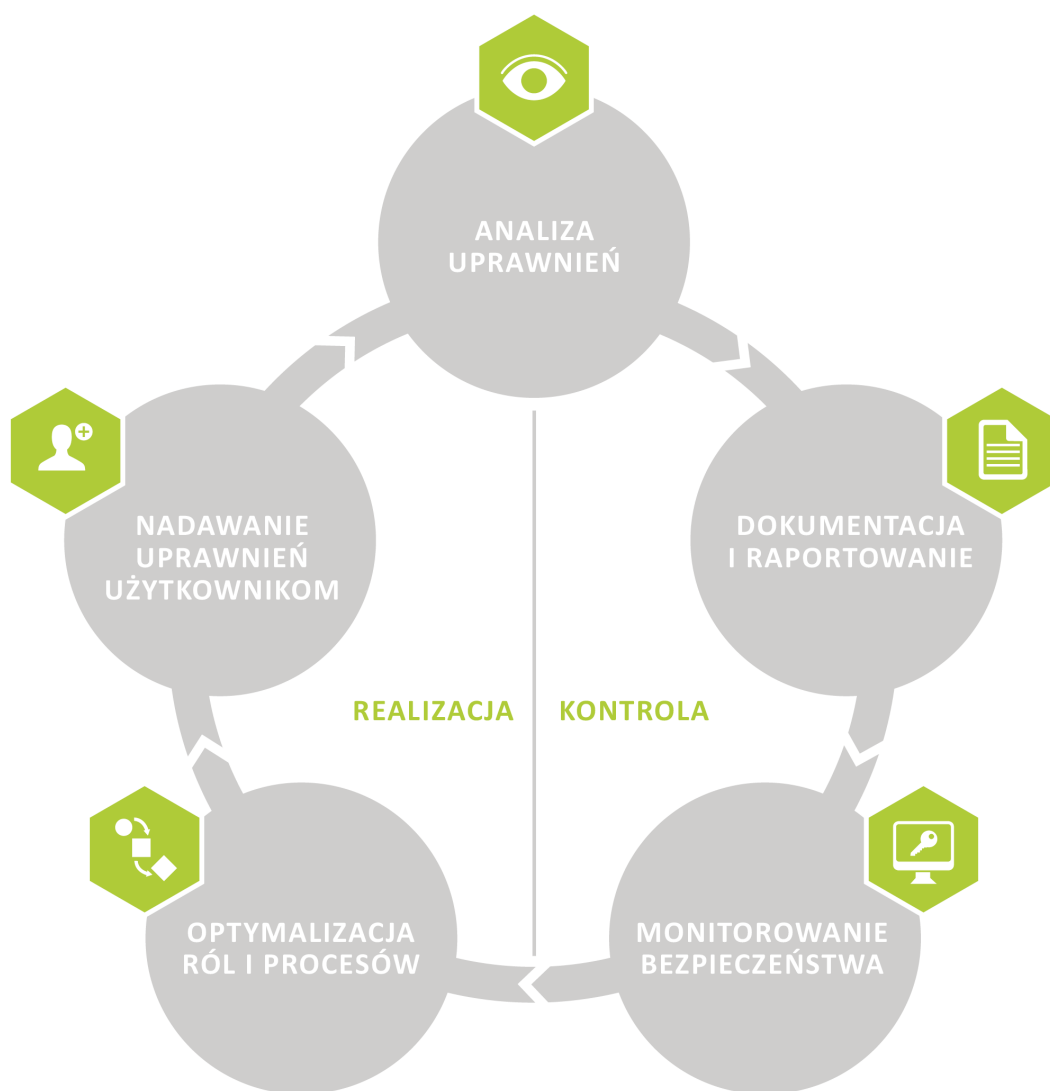 ANALIZA
UPRAWNIEŃ
NADAWANIE
UPRAWNIEŃ
UŻYTKOWNIKOM
DOKUMENTACJA
I RAPORTOWANIE
REALIZACJA
KONTROLA
OPTYMALIZACJA
RÓL I PROCESÓW
MONITOROWANIE
BEZPIECZEŃSTWA